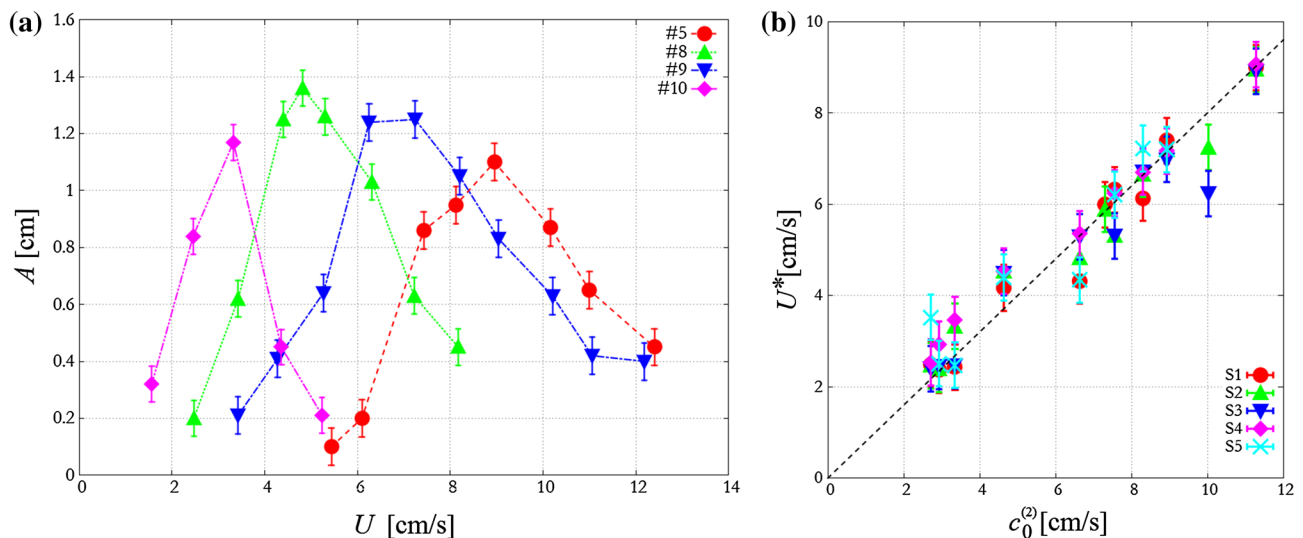 (a)
1.6
1.4
1.2
1
0.8
0.6
0.4
0.2
0
A [cm]
0 2 4 6 8 10 12 14
U [cm/s]
#5
#8
#9
#10
(b)
10
8
6
4
2
0
U*[cm/s]
0 2 4 6 8 10 12
c₀⁽²⁾[cm/s]
S1
S2
S3
S4
S5